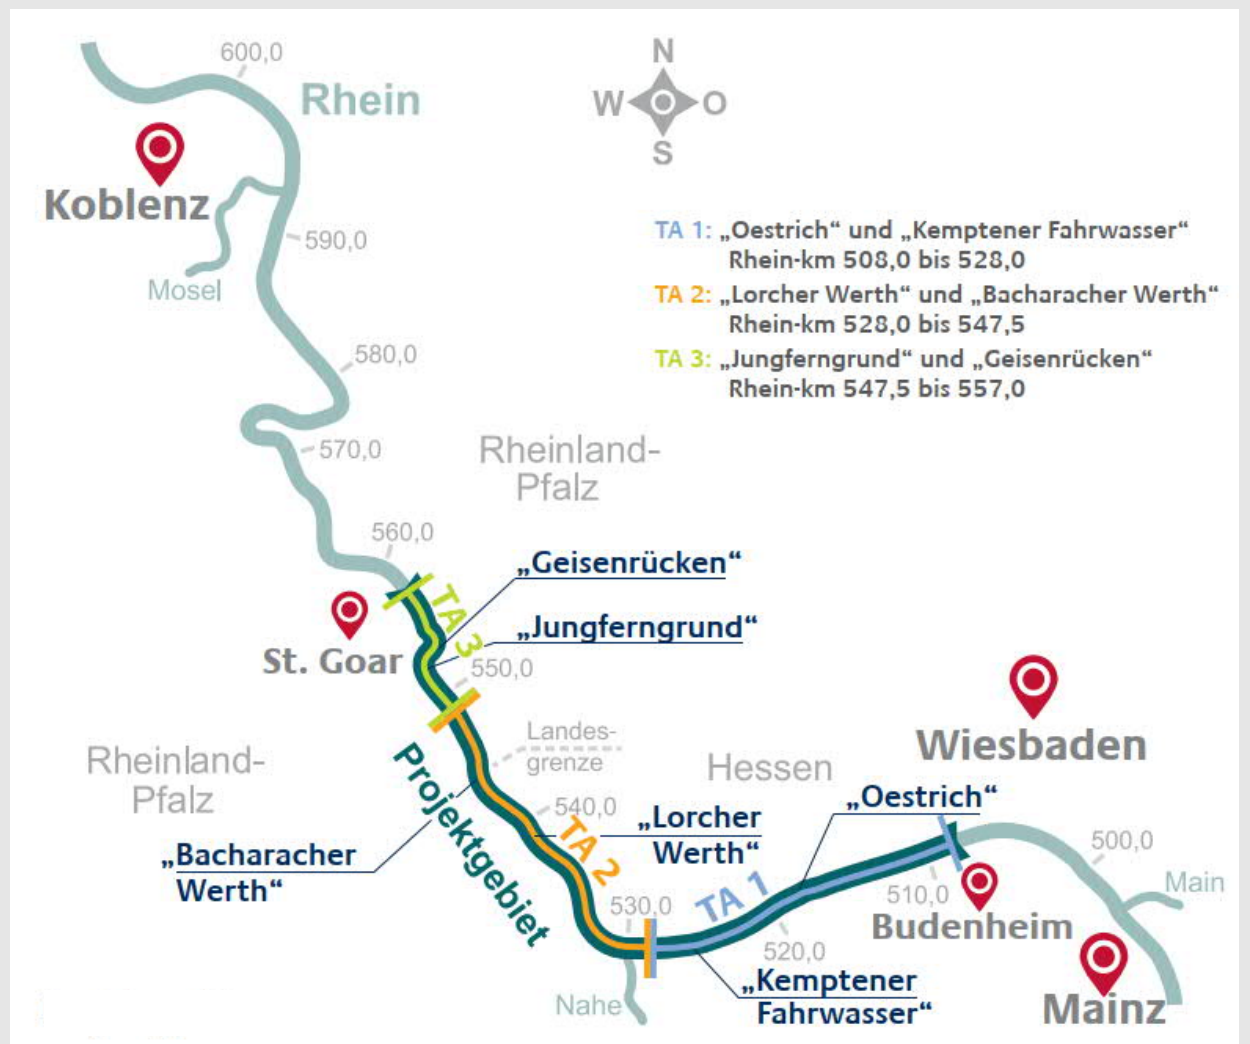 600,0
Rhein
N
W O
S
Koblenz
590,0
Mosel
TA 1: „Oestrich“ und „Kemptener Fahrwasser“
Rhein-km 508,0 bis 528,0
TA 2: „Lorcher Werth“ und „Bacharacher Werth“
Rhein-km 528,0 bis 547,5
TA 3: „Jungferngrund“ und „Geisenrücken“
Rhein-km 547,5 bis 557,0
580,0
570,0
Rheinland-
Pfalz
560,0
„Geisenrücken“
TA 3
„Jungferngrund“
St. Goar
550,0
Landes-
grenze
Wiesbaden
Rheinland-
Pfalz
Hessen
Projektgebiet
„Oestrich“
540,0
„Lorcher
Werth“
TA 2
„Bacharacher
Werth“
500,0
Main
TA 1
510,0
530,0
Budenheim
520,0
„Kemptener
Fahrwasser“
Nahe
Mainz